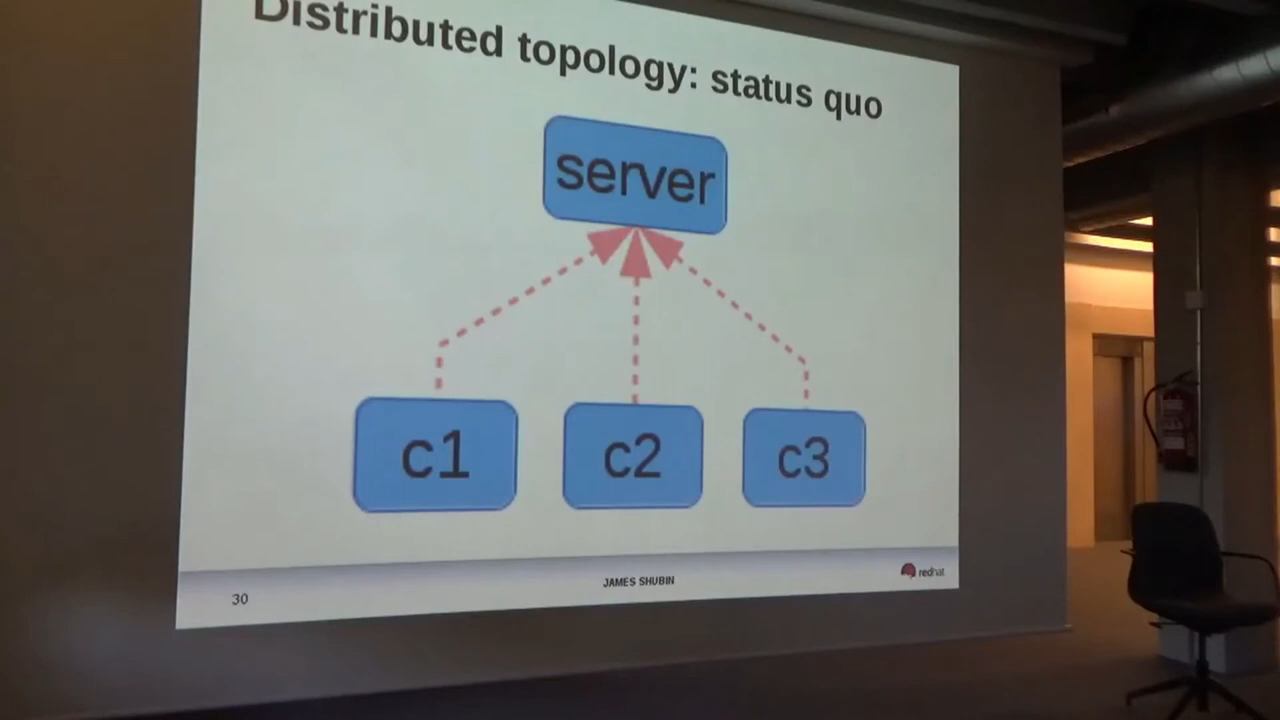 Distributed topology: status quo
server
c1 c2 c3
30 JAMES SHUBIN redhat